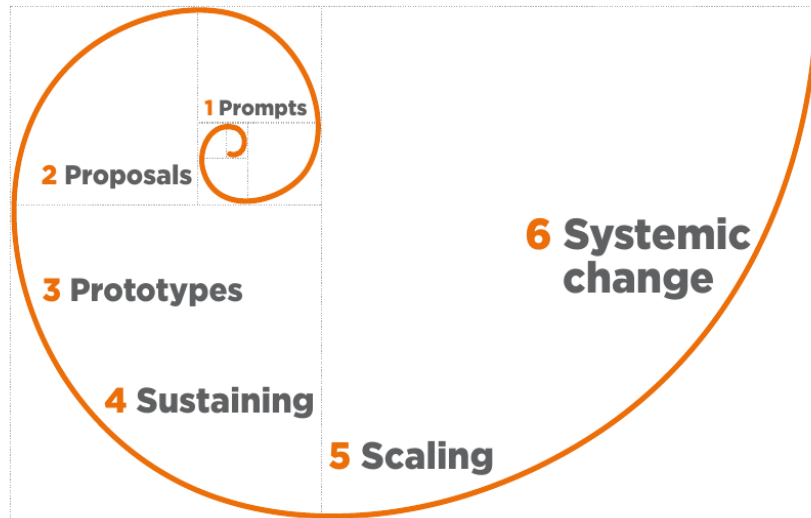 1 Prompts
2 Proposals
3 Prototypes
4 Sustaining
5 Scaling
6 Systemic
change